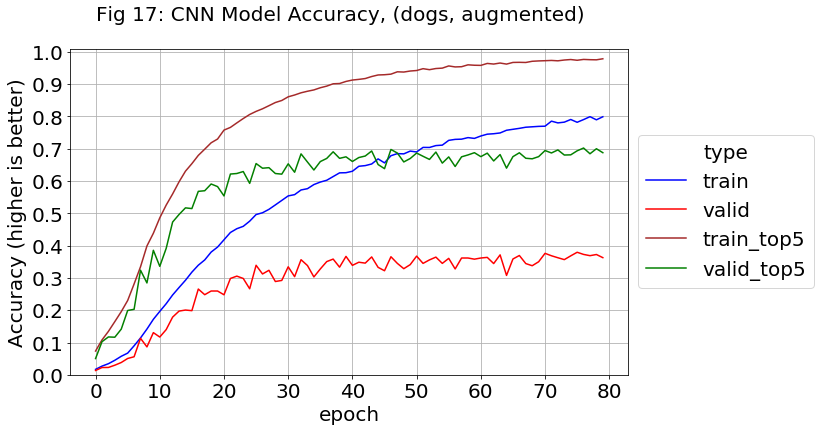 Fig 17: CNN Model Accuracy, (dogs, augmented)
1.0
0.9
0.8
0.7
0.6
0.5
0.4
0.3
0.2
0.1
0.0
Accuracy (higher is better)
0 10 20 30 40 50 60 70 80
epoch
type
train
valid
train_top5
valid_top5